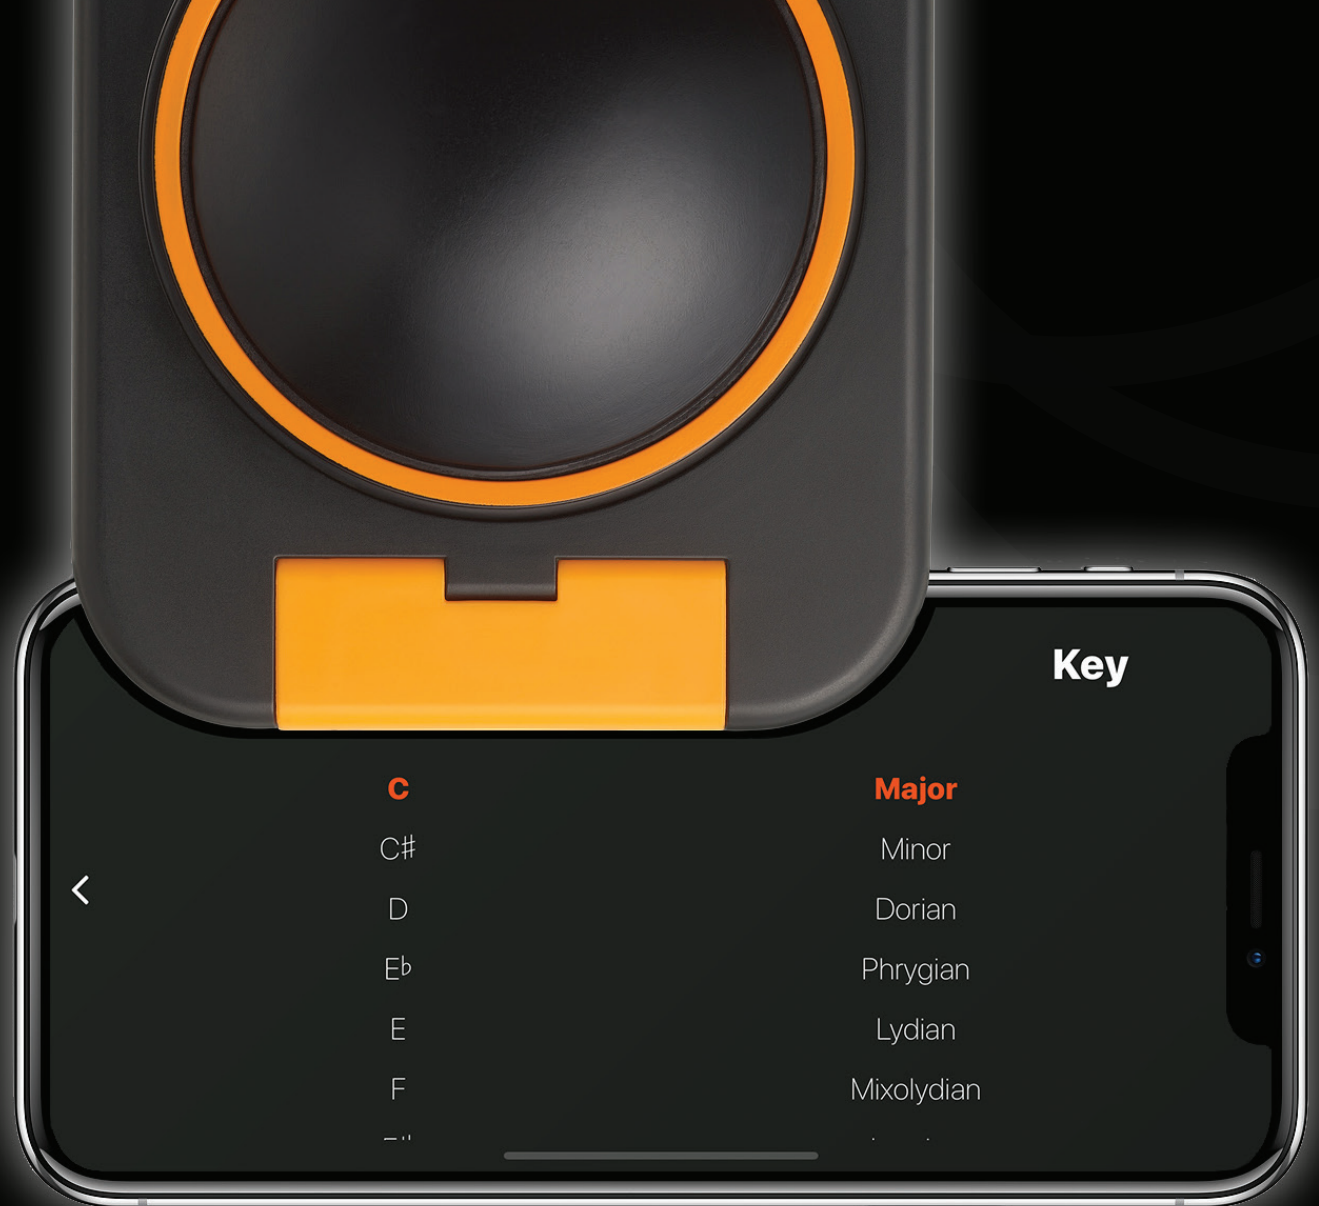 Key
C Major
C♯ Minor
D Dorian
E♭ Phrygian
E Lydian
F Mixolydian